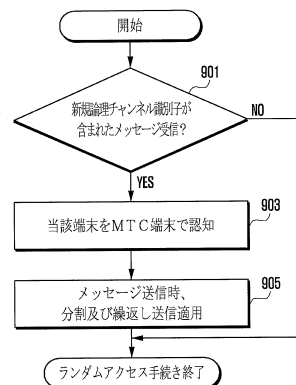 開始
901
新規論理チャンネル識別子が
含まれたメッセージ受信？
NO
YES
903
当該端末をMTC端末で認知
905
メッセージ送信時、
分割及び繰返し送信適用
ランダムアクセス手続き終了